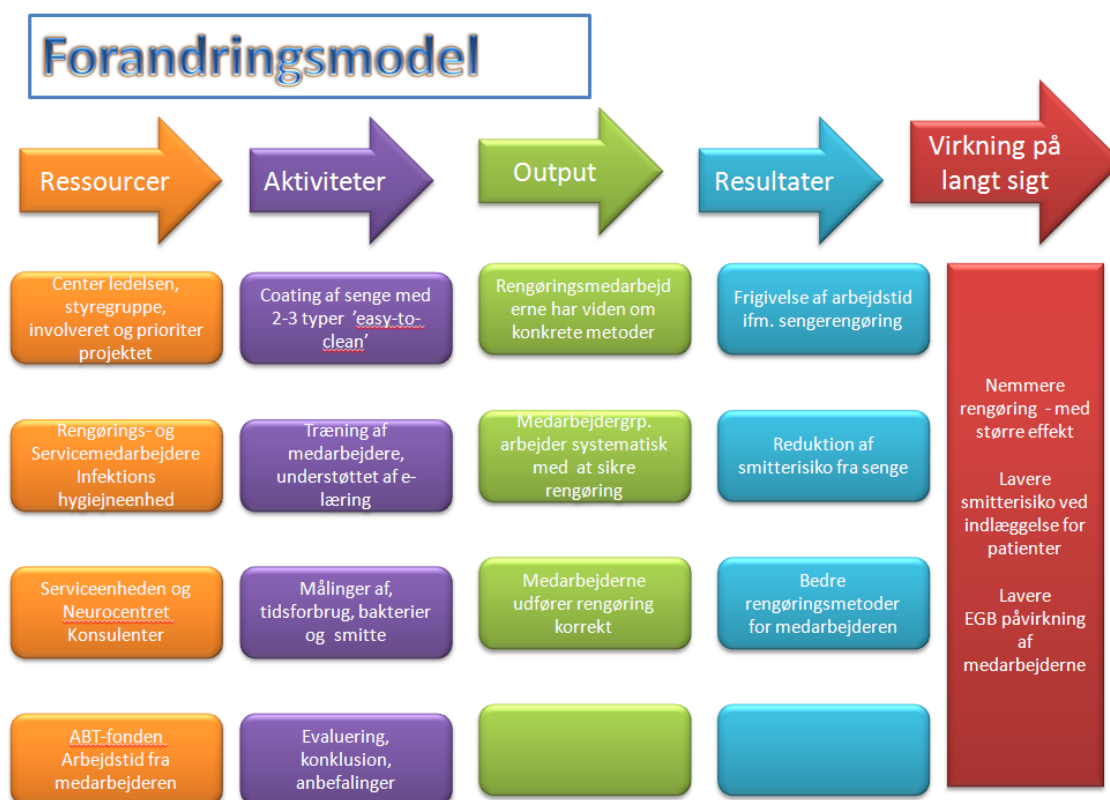 Forandringsmodel
Ressourcer
Aktiviteter
Output
Resultater
Virkning på
langt sigt
Center ledelsen,
styregruppe,
involveret og prioriter
projektet
Coating af senge med
2-3 typer 'easy-to-
clean'
Rengøringsmedarbejd
erne har viden om
konkrete metoder
Frigivelse af arbejdstid
ifm. sengerengøring
Rengørings- og
Servicemedarbejdere
Infektions
hygiejneenhed
Træning af
medarbejdere,
understøttet af e-
læring
Medarbejdergrp.
arbejder systematisk
med at sikre
rengøring
Reduktion af
smitterisiko fra senge
Serviceenheden og
Neurocentret
Konsulenter
Målinger af,
tidsforbrug, bakterier
og smitte
Medarbejderne
udfører rengøring
korrekt
Bedre
rengøringsmetoder
for medarbejderen
ABT-fonden
Arbejdstid fra
medarbejderen
Evaluering,
konklusion,
anbefalinger
Nemmere
rengøring - med
større effekt
Lavere
smitterisiko ved
indlæggelse for
patienter
Lavere
EGB påvirkning
af
medarbejderne